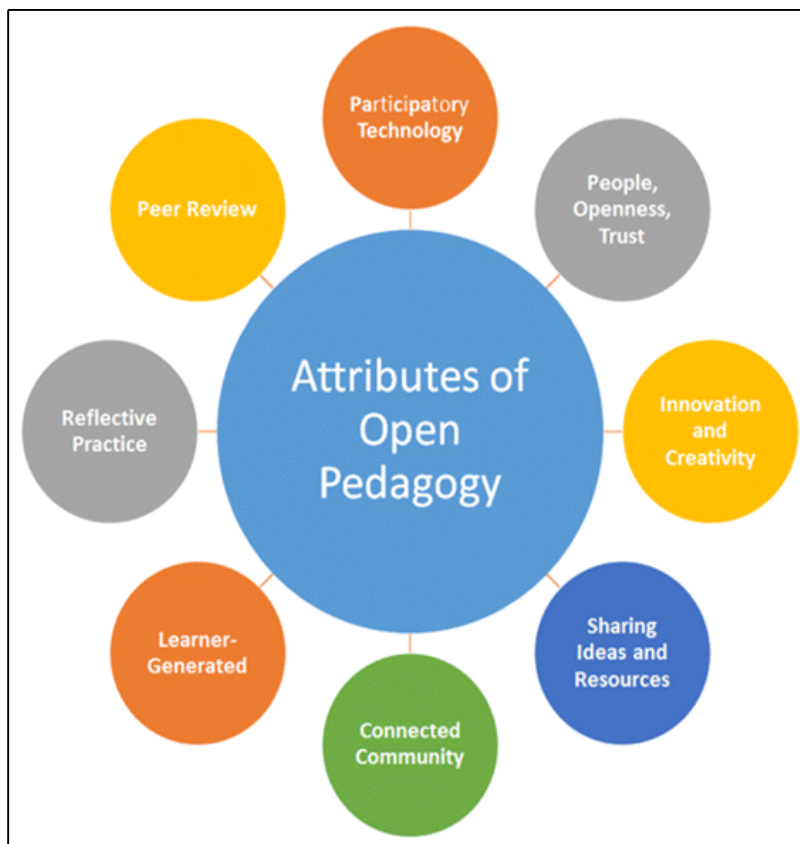 Participatory
Technology
People,
Openness,
Trust
Innovation
and
Creativity
Sharing
Ideas and
Resources
Connected
Community
Learner-
Generated
Reflective
Practice
Peer Review
Attributes of
Open
Pedagogy